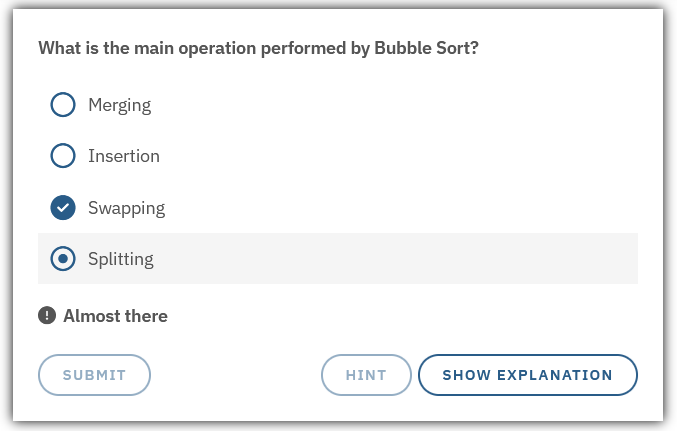 What is the main operation performed by Bubble Sort?
Merging
Insertion
Swapping
Splitting
Almost there
SUBMIT
HINT
SHOW EXPLANATION